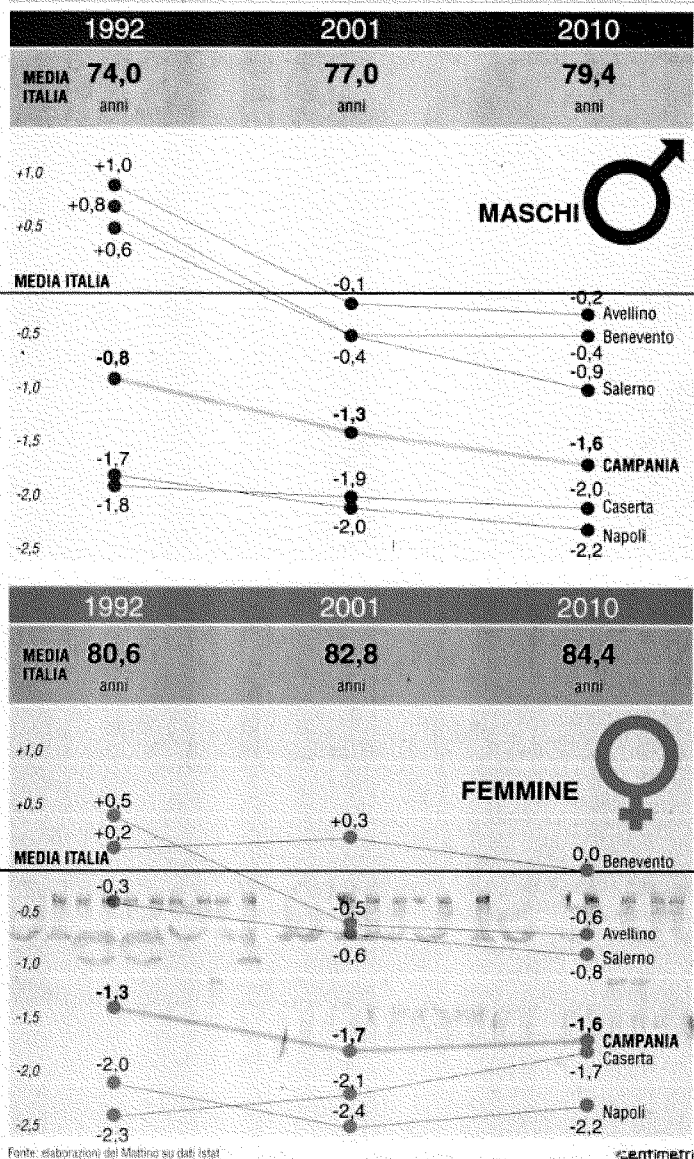 1992 2001 2010
MEDIA ITALIA 74,0 anni 77,0 anni 79,4 anni
MASCHI
+1,0
+0,5
MEDIA ITALIA
-0,5
-1,0
-1,5
-2,0
-2,5
+1,0
+0,8
+0,6
-0,1
-0,2 Avellino
Benevento
-0,4
-0,4
-0,9
Salerno
-0,8
-1,3
-1,6
CAMPANIA
-1,7
-1,8
-1,9
-2,0
-2,0
Caserta
Napoli
-2,2
1992 2001 2010
MEDIA ITALIA 80,6 anni 82,8 anni 84,4 anni
FEMMINE
+1,0
+0,5
MEDIA ITALIA
-0,5
-1,0
-1,5
-2,0
-2,5
+0,5
+0,2
+0,3
0,0 Benevento
-0,3
-0,5
-0,6
-0,6
Avellino
Salerno
-0,8
-1,3
-1,7
-1,6
CAMPANIA
Caserta
-1,7
-2,0
-2,3
-2,1
-2,4
Napoli
-2,2
Fonte: elaborazioni del Mattino su dati Istat
centimetri